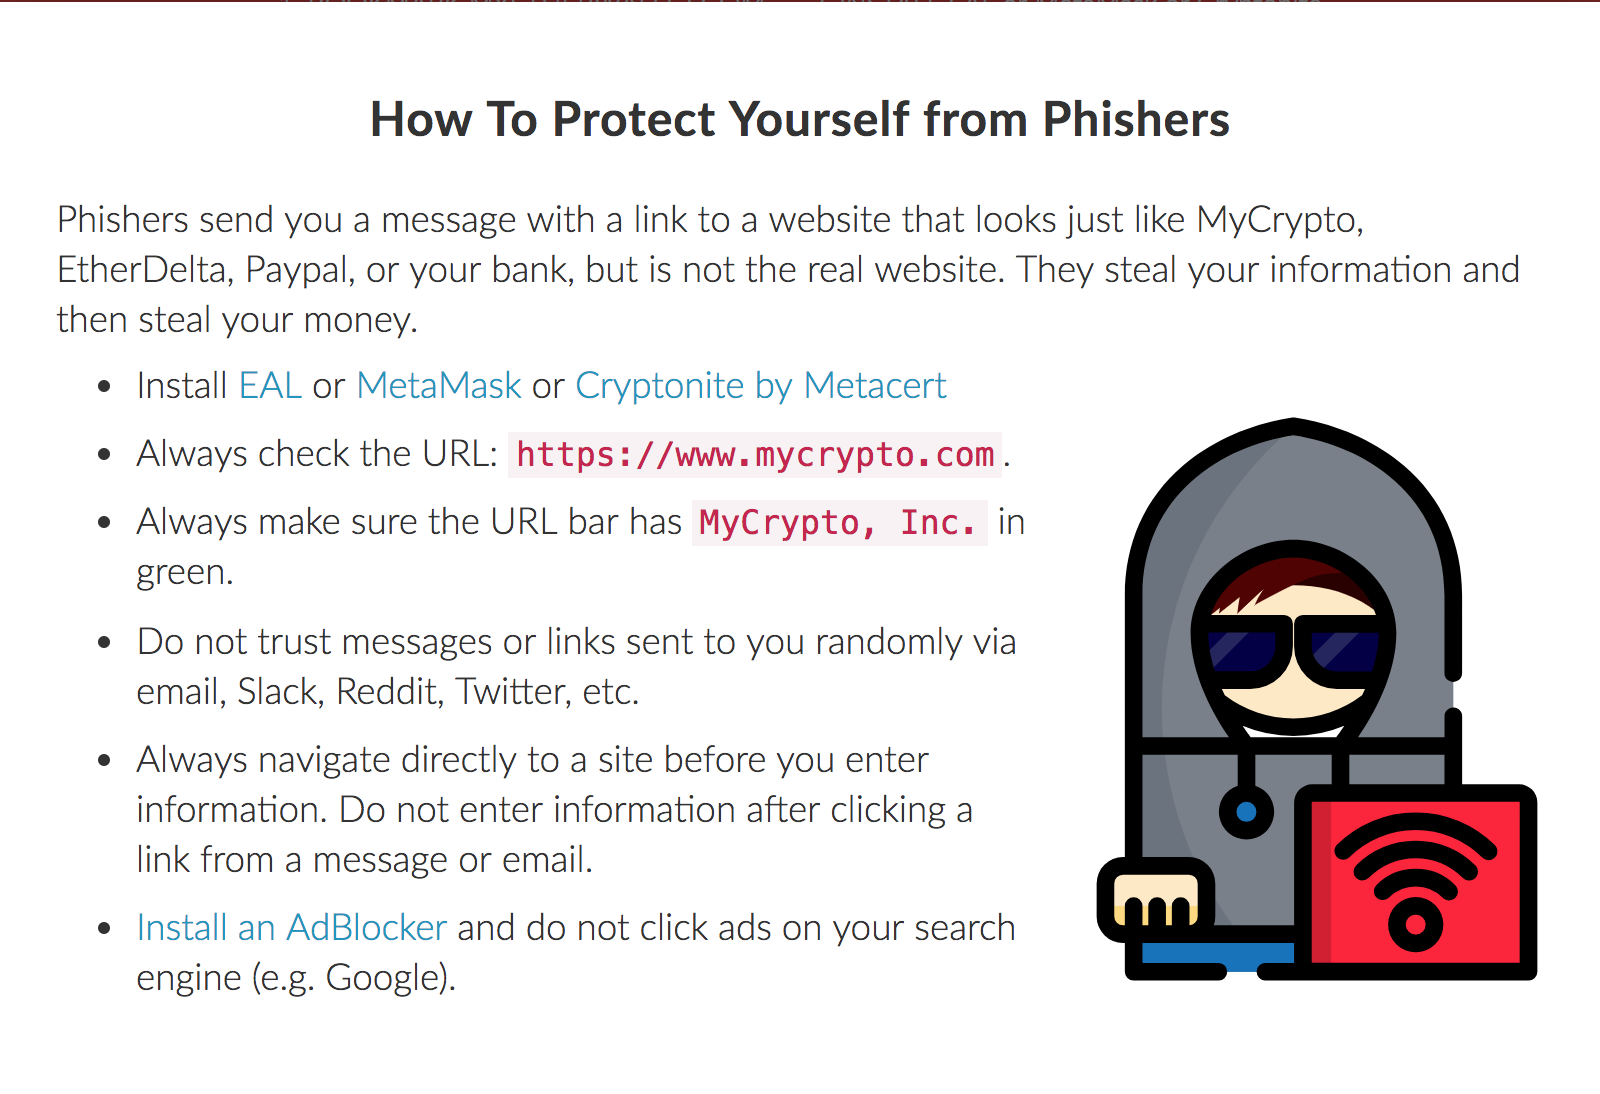 How To Protect Yourself from Phishers
Phishers send you a message with a link to a website that looks just like MyCrypto,
EtherDelta, Paypal, or your bank, but is not the real website. They steal your information and
then steal your money.
• Install EAL or MetaMask or Cryptonite by Metacert
• Always check the URL: https://www.mycrypto.com.
• Always make sure the URL bar has MyCrypto, Inc. in
green.
• Do not trust messages or links sent to you randomly via
email, Slack, Reddit, Twitter, etc.
• Always navigate directly to a site before you enter
information. Do not enter information after clicking a
link from a message or email.
• Install an AdBlocker and do not click ads on your search
engine (e.g. Google).